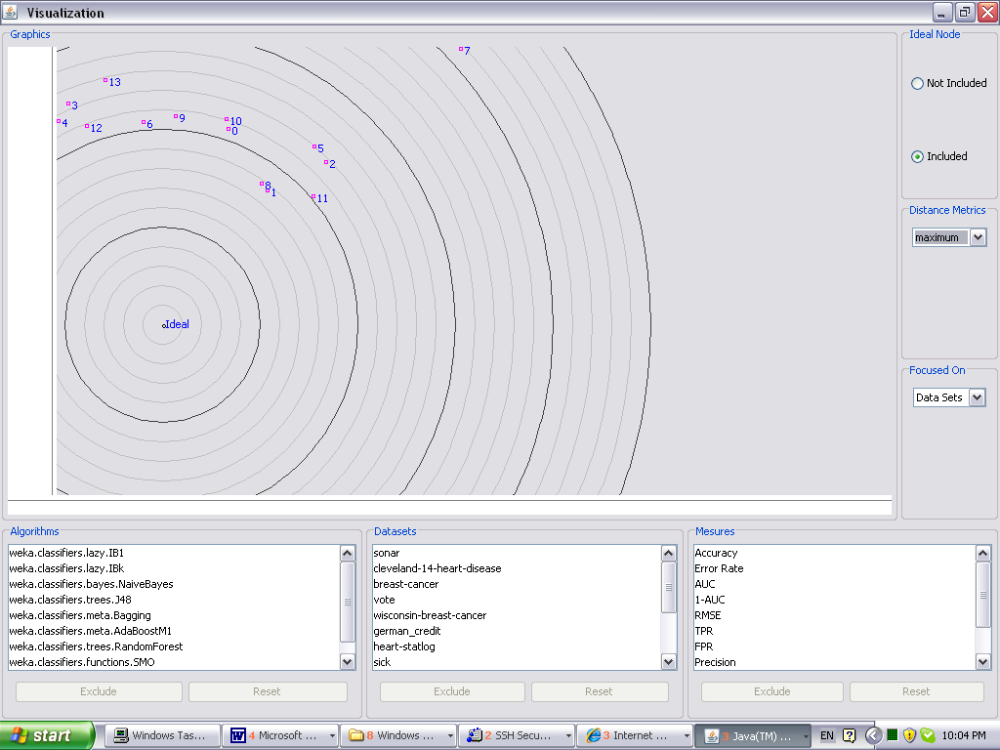 Visualization
Graphics
Ideal Node
7
13
3
4
12
6
9
10
0
5
2
8
1
11
Ideal
Not Included
Included
Distance Metrics
maximum
Focused On
Data Sets
Algorithms
weka.classifiers.lazy.IB1
weka.classifiers.lazy.IBk
weka.classifiers.bayes.NaiveBayes
weka.classifiers.trees.J48
weka.classifiers.meta.Bagging
weka.classifiers.meta.AdaBoostM1
weka.classifiers.trees.RandomForest
weka.classifiers.functions.SMO
Exclude
Reset
Datasets
sonar
cleveland-14-heart-disease
breast-cancer
vote
wisconsin-breast-cancer
german_credit
heart-statlog
sick
Exclude
Reset
Mesures
Accuracy
Error Rate
AUC
1-AUC
RMSE
TPR
FPR
Precision
Exclude
Reset
start
Windows Tas...
4 Microsoft ...
8 Windows ...
2 SSH Secu...
3 Internet ...
3 Java(TM) ...
EN
10:04 PM